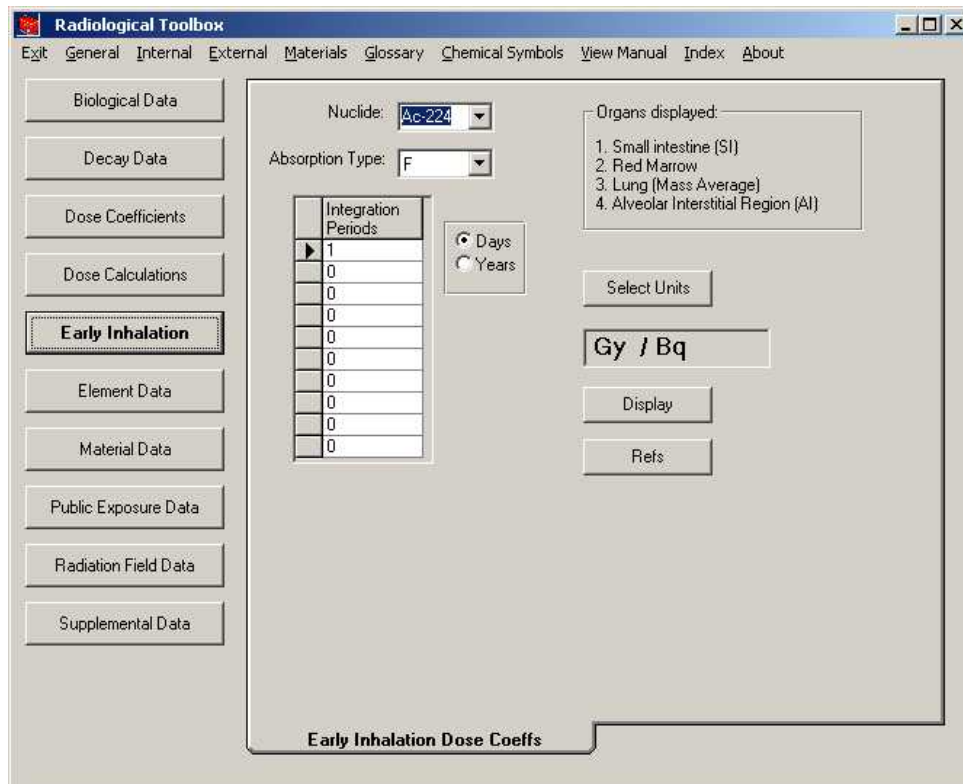 Radiological Toolbox
Exit General Internal External Materials Glossary Chemical Symbols View Manual Index About
Biological Data
Decay Data
Dose Coefficients
Dose Calculations
Early Inhalation
Element Data
Material Data
Public Exposure Data
Radiation Field Data
Supplemental Data
Nuclide: Ac-224
Absorption Type: F
Integration
Periods
1
0
0
0
0
0
0
0
0
0
Days
Years
Organs displayed:
1. Small intestine (SI)
2. Red Marrow
3. Lung (Mass Average)
4. Alveolar Interstitial Region (AI)
Select Units
Gy / Bq
Display
Refs
Early Inhalation Dose Coeffs